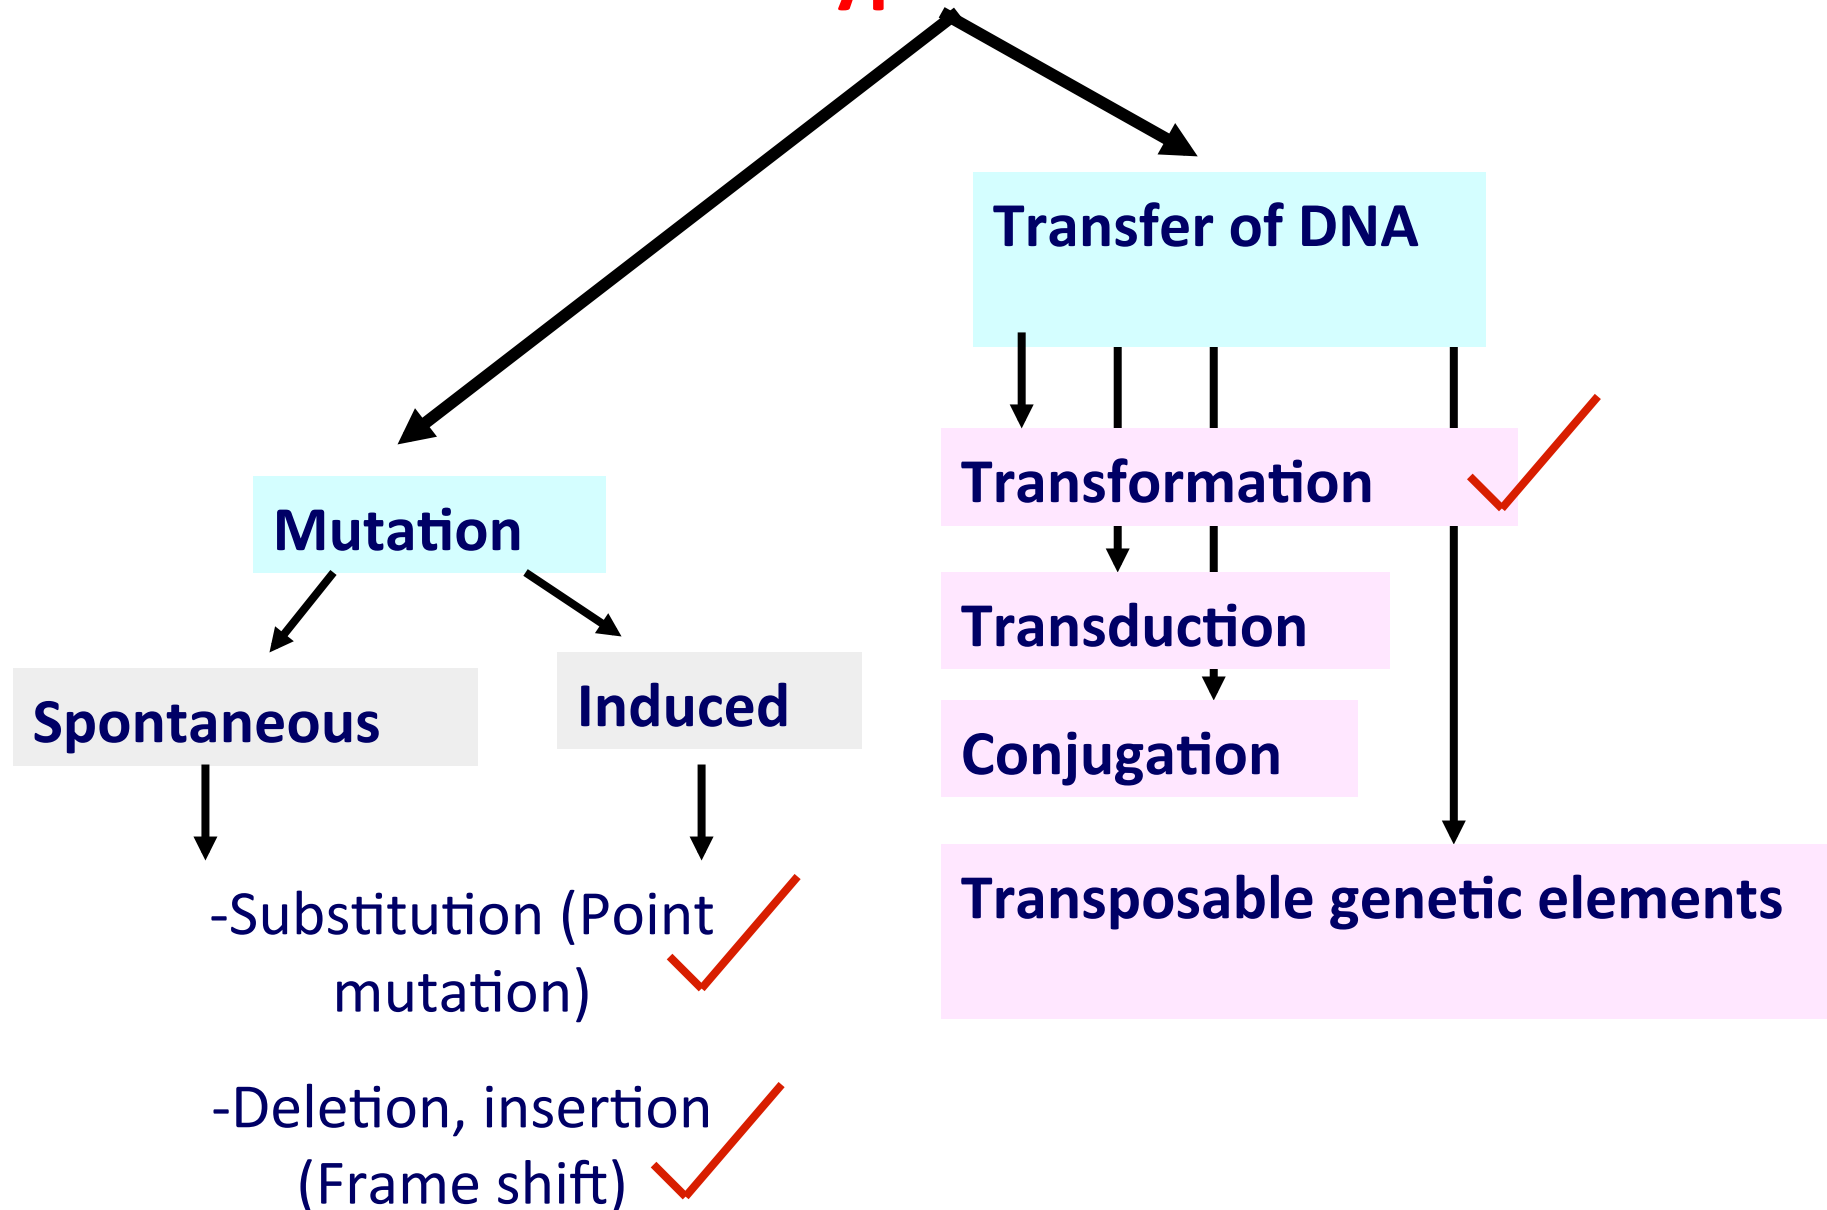 Transfer of DNA
Mutation
Spontaneous
Induced
-Substitution (Point
mutation)
-Deletion, insertion
(Frame shift)
Transformation
Transduction
Conjugation
Transposable genetic elements